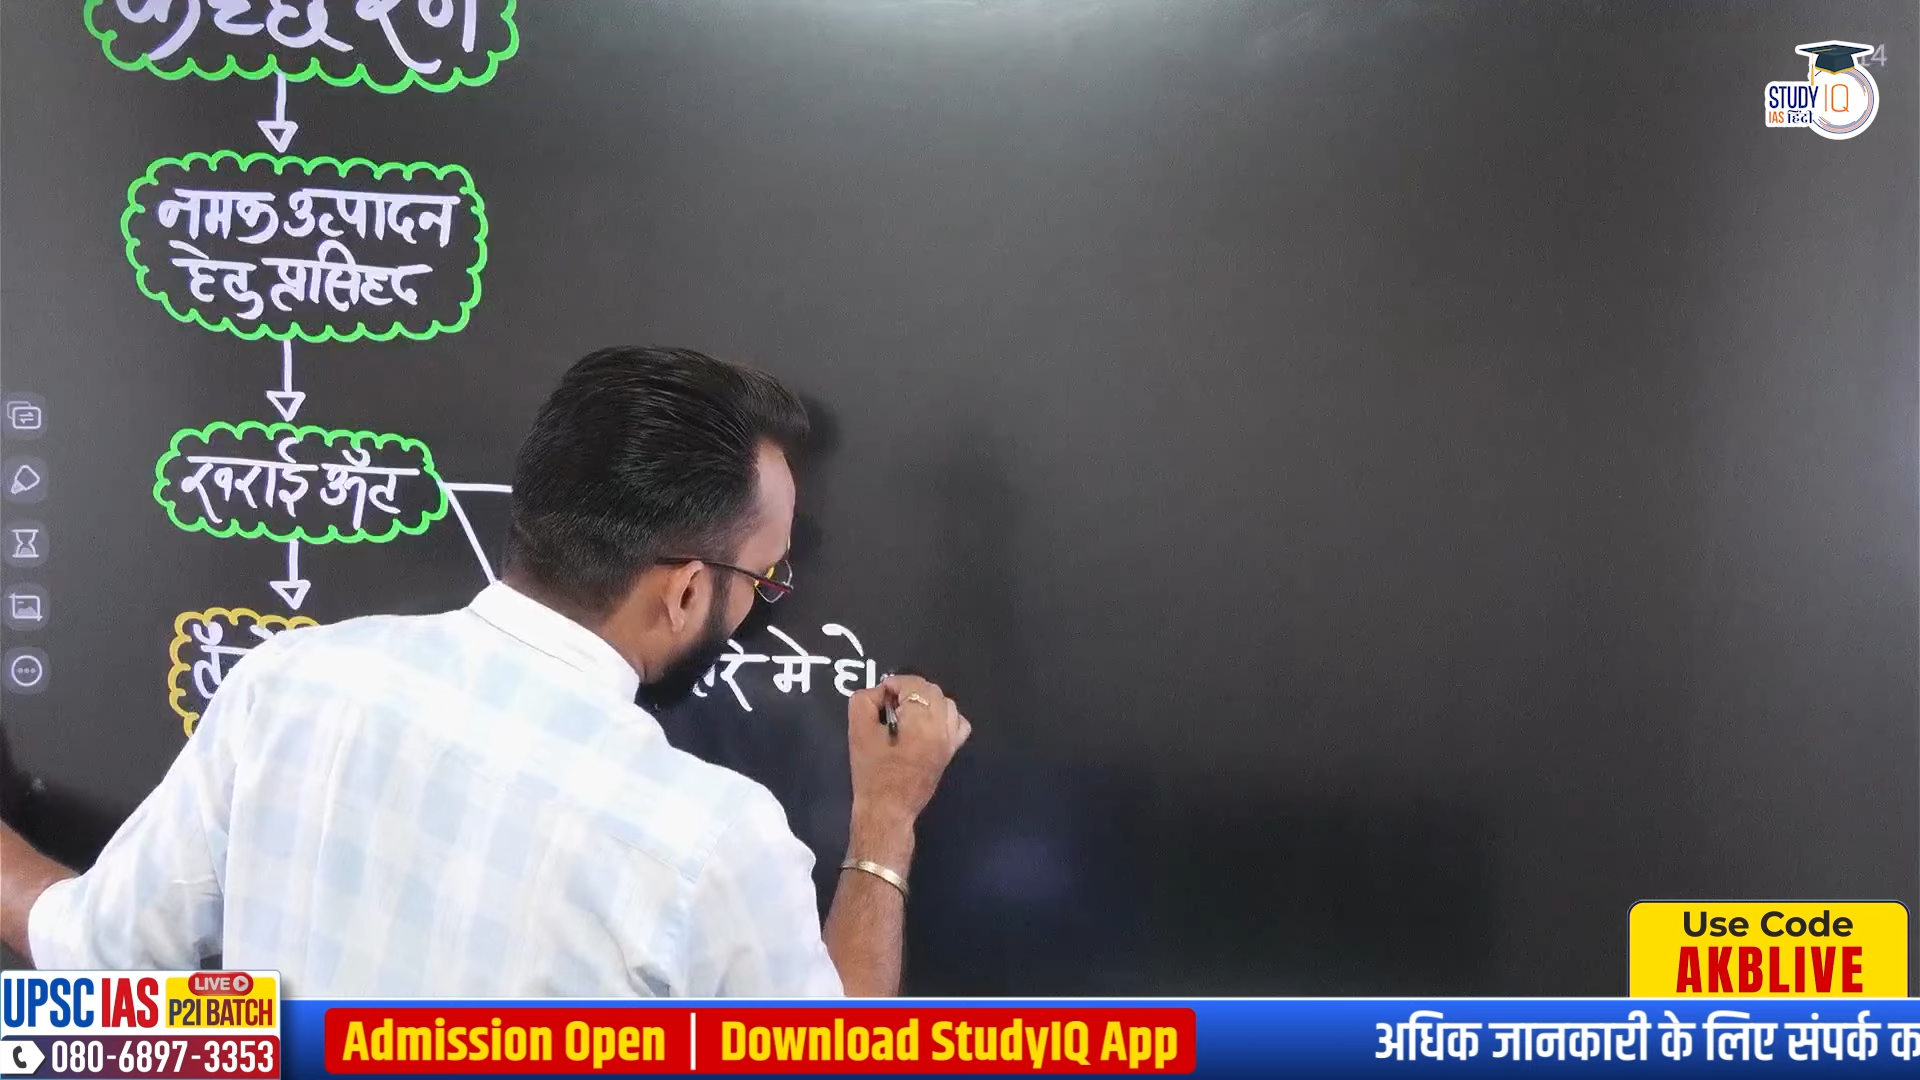 नमक उत्पादन
हेतु प्रसिद्ध
खराई ऊँट
रे मे हो
14
STUDY IQ
IAS हिंदी
Use Code
AKBLIVE
UPSC IAS
LIVE
P2I BATCH
080-6897-3353
Admission Open | Download StudyIQ App
अधिक जानकारी के लिए संपर्क क